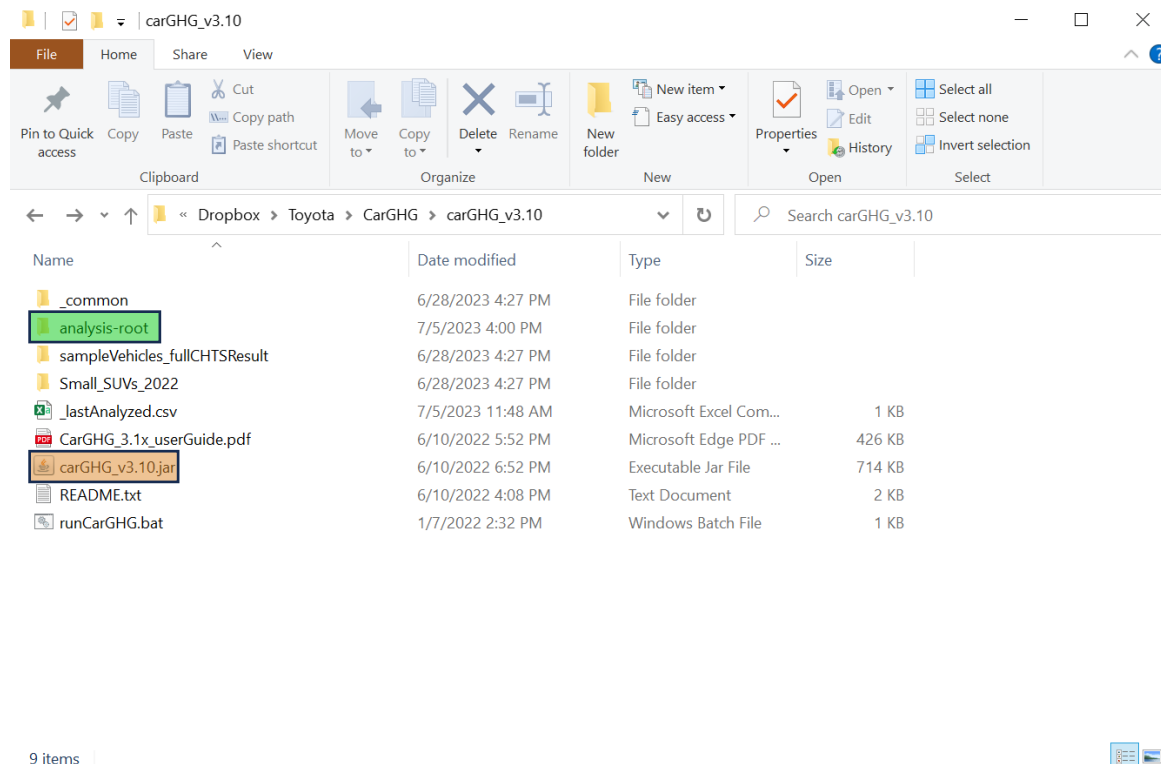 carGHG_v3.10
File Home Share View
Pin to Quick access
Copy
Paste
Cut
Copy path
Paste shortcut
Clipboard
Move to
Copy to
Delete
Rename
Organize
New folder
New item
Easy access
New
Properties
Open
Edit
History
Open
Select all
Select none
Invert selection
Select
« Dropbox > Toyota > CarGHG > carGHG_v3.10
Search carGHG_v3.10
Name Date modified Type Size
_common 6/28/2023 4:27 PM File folder
analysis-root 7/5/2023 4:00 PM File folder
sampleVehicles_fullCHTSResult 6/28/2023 4:27 PM File folder
Small_SUVs_2022 6/28/2023 4:27 PM File folder
_lastAnalyzed.csv 7/5/2023 11:48 AM Microsoft Excel Com... 1 KB
CarGHG_3.1x_userGuide.pdf 6/10/2022 5:52 PM Microsoft Edge PDF ... 426 KB
carGHG_v3.10.jar 6/10/2022 6:52 PM Executable Jar File 714 KB
README.txt 6/10/2022 4:08 PM Text Document 2 KB
runCarGHG.bat 1/7/2022 2:32 PM Windows Batch File 1 KB
9 items